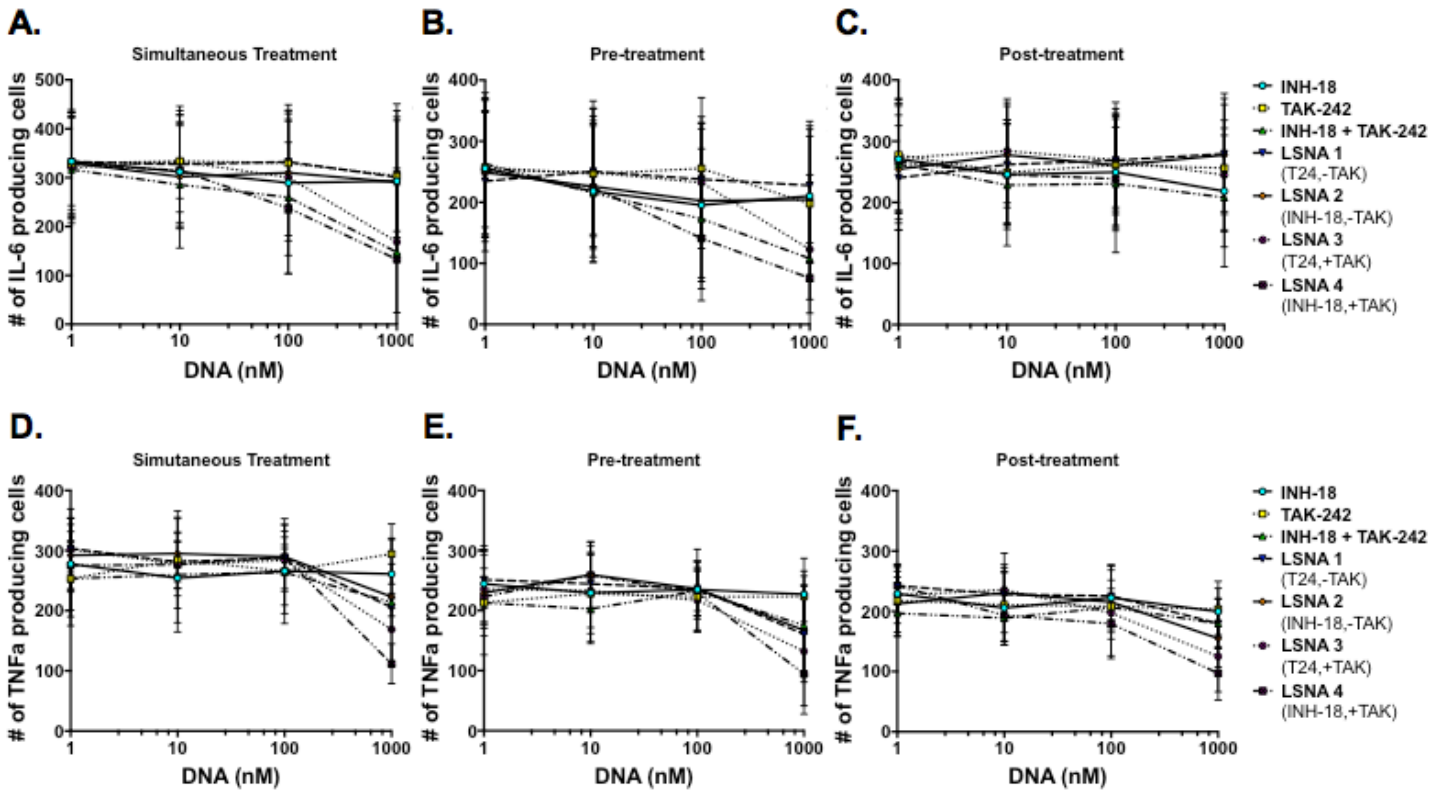 A.
Simultaneous Treatment
# of IL-6 producing cells
500
400
300
200
100
0
1
10
100
1000
DNA (nM)
B.
Pre-treatment
# of IL-6 producing cells
400
300
200
100
0
1
10
100
1000
DNA (nM)
C.
Post-treatment
# of IL-6 producing cells
400
300
200
100
0
1
10
100
1000
DNA (nM)
INH-18
TAK-242
INH-18 + TAK-242
LSNA 1
(T24,-TAK)
LSNA 2
(INH-18,-TAK)
LSNA 3
(T24,+TAK)
LSNA 4
(INH-18,+TAK)
D.
Simutaneous Treatment
# of TNFa producing cells
400
300
200
100
0
1
10
100
1000
DNA (nM)
E.
Pre-treatment
# of TNFa producing cells
400
300
200
100
0
1
10
100
1000
DNA (nM)
F.
Post-treatment
# of TNFa producing cells
400
300
200
100
0
1
10
100
1000
DNA (nM)
INH-18
TAK-242
INH-18 + TAK-242
LSNA 1
(T24,-TAK)
LSNA 2
(INH-18,-TAK)
LSNA 3
(T24,+TAK)
LSNA 4
(INH-18,+TAK)